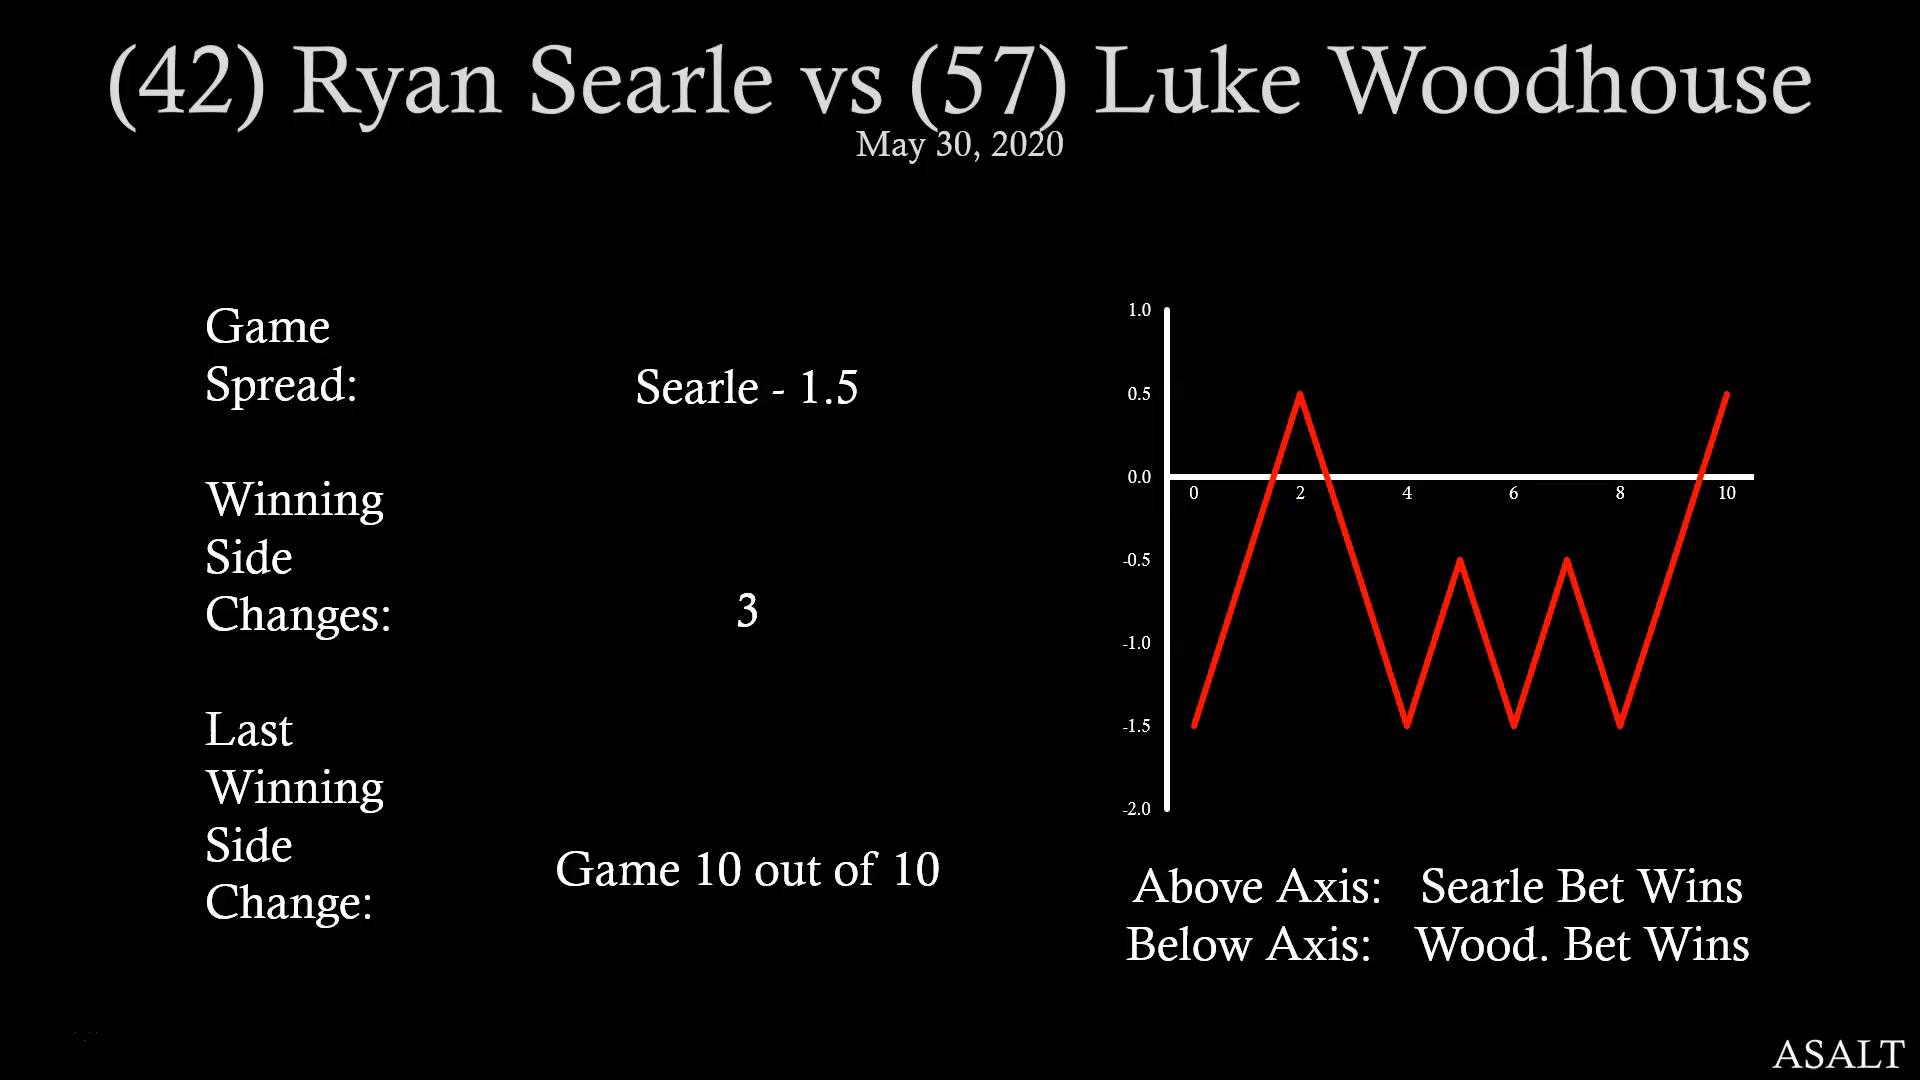 (42) Ryan Searle vs (57) Luke Woodhouse
May 30, 2020
Game
Spread:
Searle - 1.5
Winning
Side
Changes:
3
Last
Winning
Side
Change:
Game 10 out of 10
1.0
0.5
0.0
-0.5
-1.0
-1.5
-2.0
0 2 4 6 8 10
Above Axis: Searle Bet Wins
Below Axis: Wood. Bet Wins
ASALT